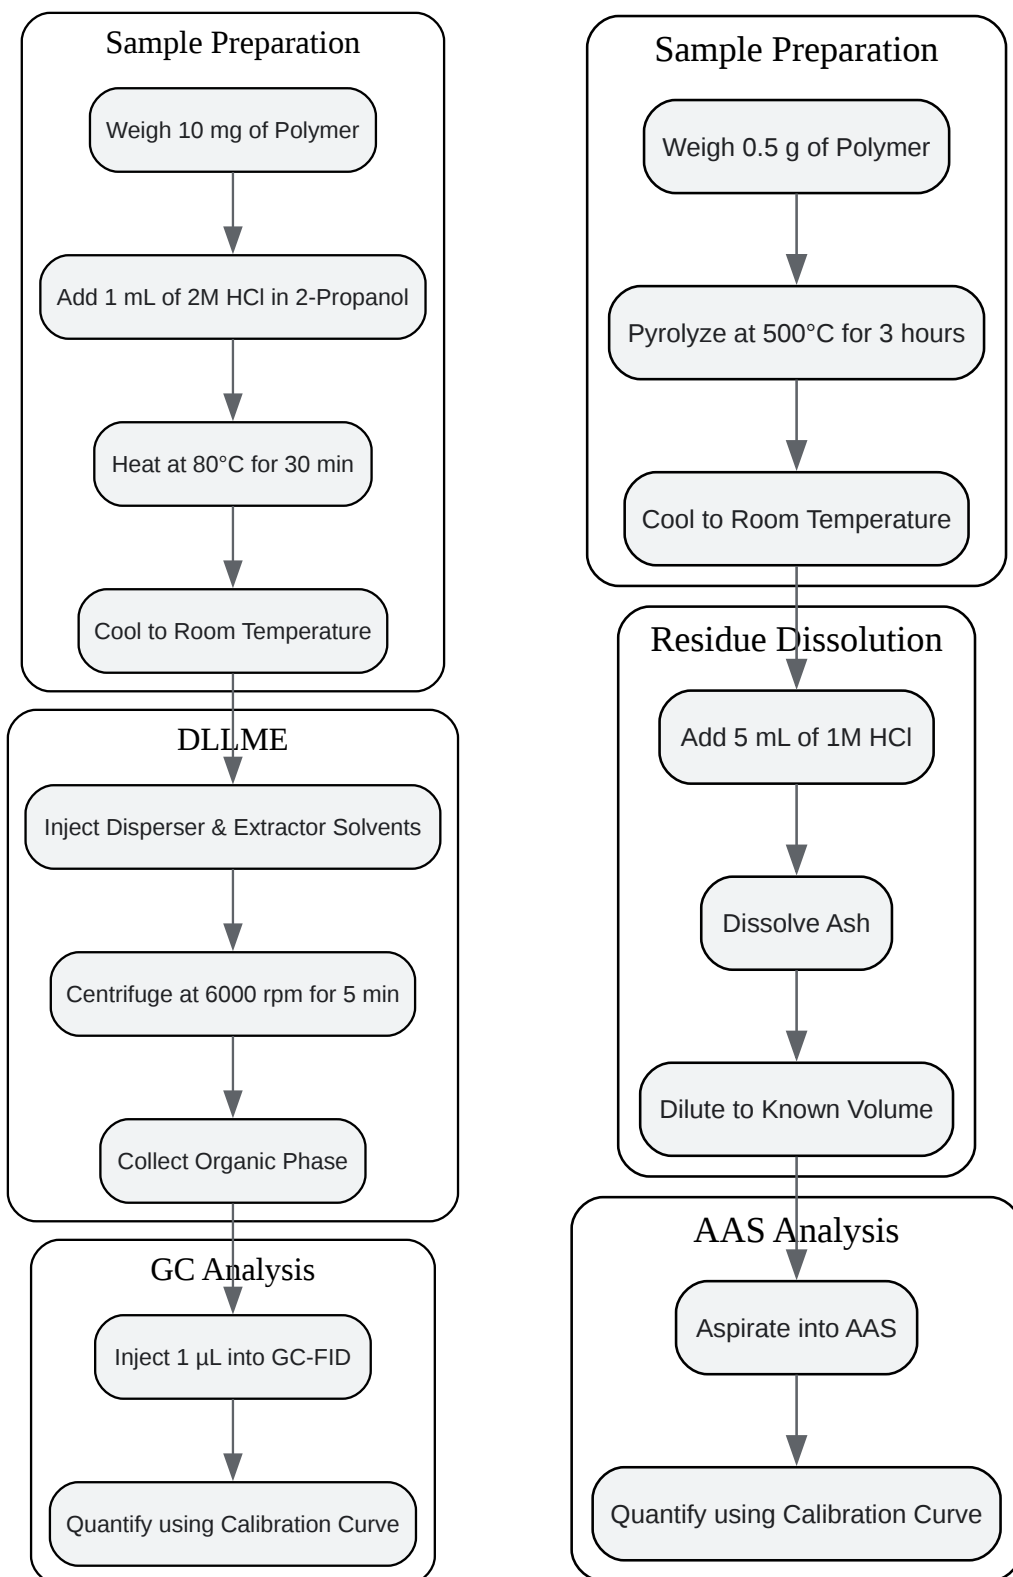 Sample Preparation
Weigh 10 mg of Polymer
Add 1 mL of 2M HCl in 2-Propanol
Heat at 80°C for 30 min
Cool to Room Temperature
DLLME
Inject Disperser & Extractor Solvents
Centrifuge at 6000 rpm for 5 min
Collect Organic Phase
GC Analysis
Inject 1 µL into GC-FID
Quantify using Calibration Curve
Sample Preparation
Weigh 0.5 g of Polymer
Pyrolyze at 500°C for 3 hours
Cool to Room Temperature
Residue Dissolution
Add 5 mL of 1M HCl
Dissolve Ash
Dilute to Known Volume
AAS Analysis
Aspirate into AAS
Quantify using Calibration Curve